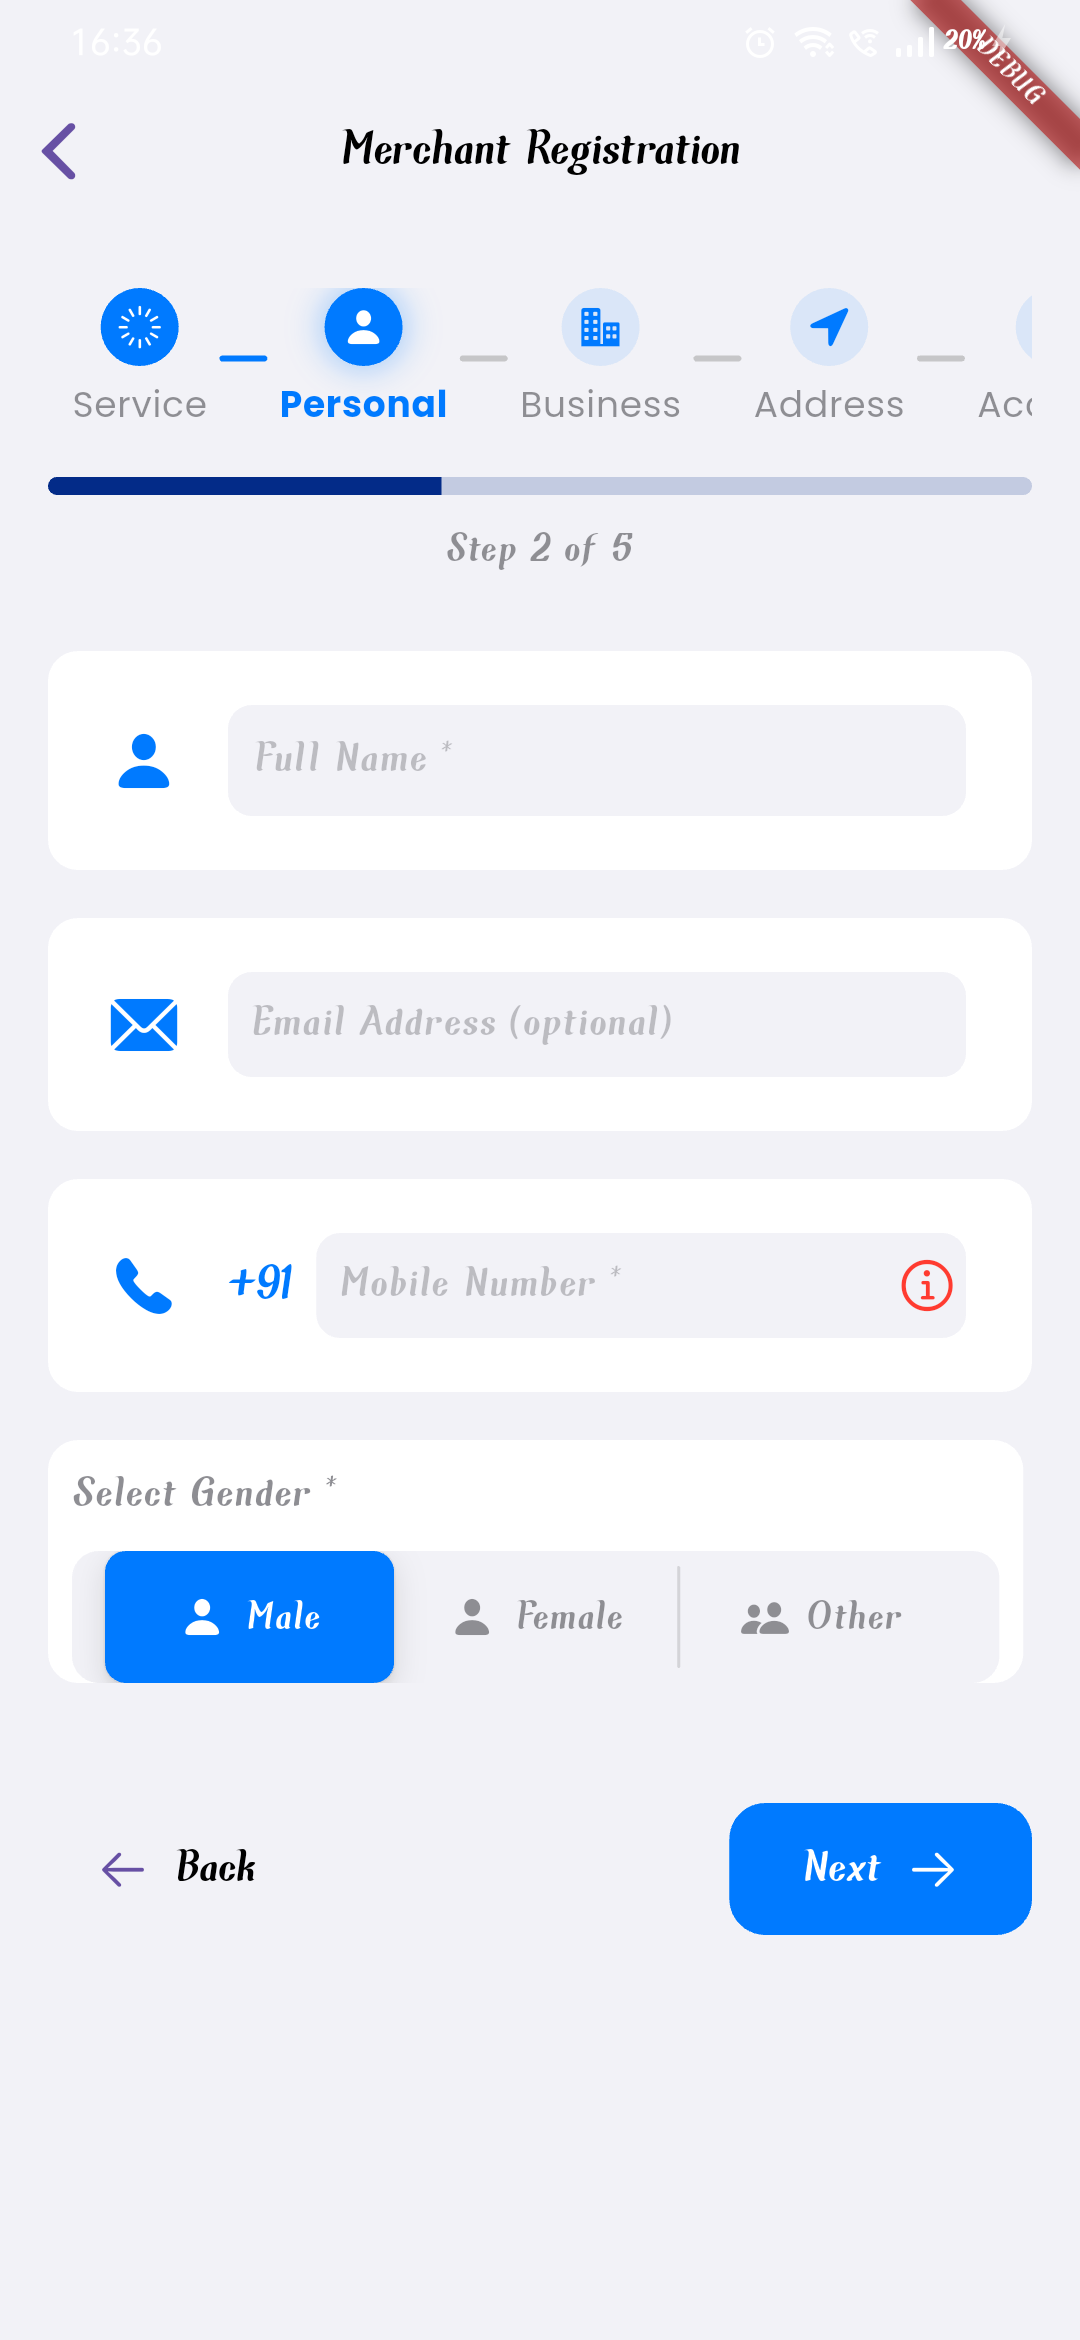 16:36
20%
DEBUG
Merchant Registration
Service Personal Business Address Acc
Step 2 of 5
Full Name *
Email Address (optional)
+91 Mobile Number *
Select Gender *
Male Female Other
Back Next